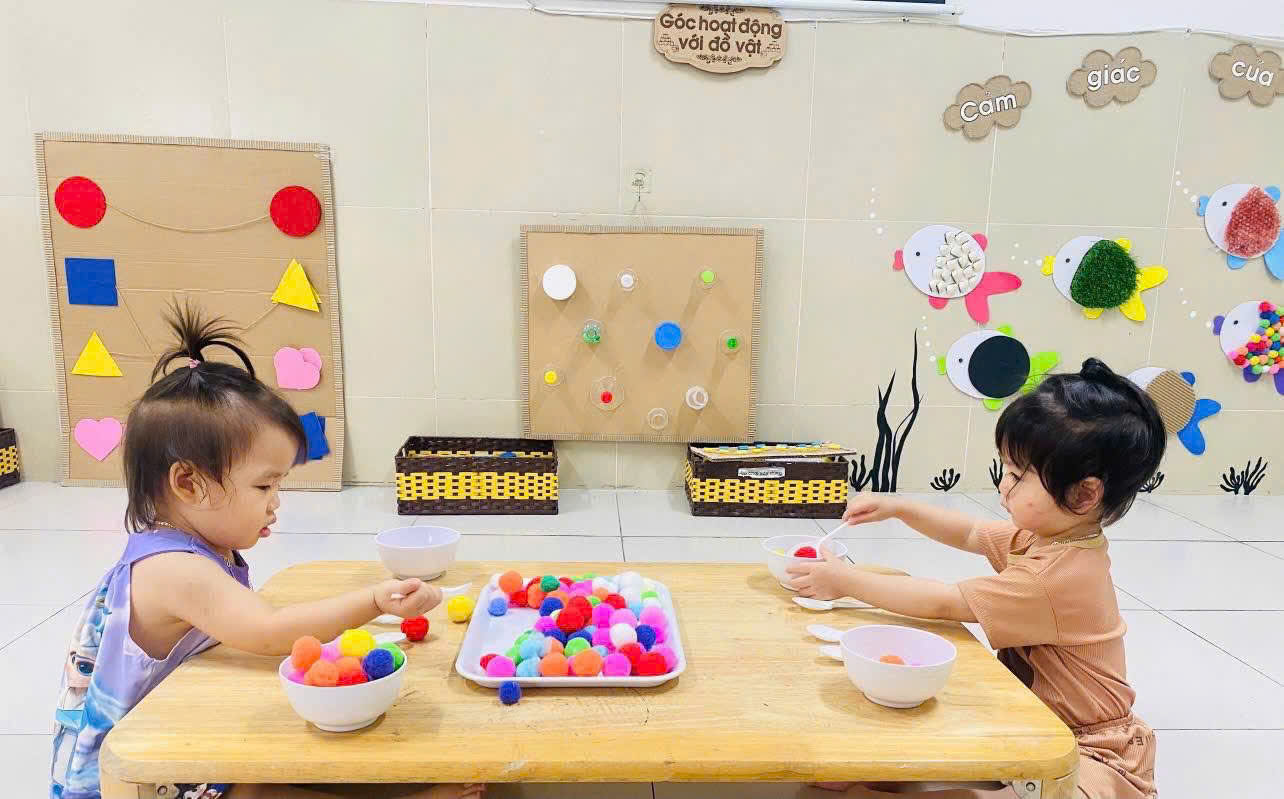 Góc hoạt động
với đồ vật
Cảm
giác
của